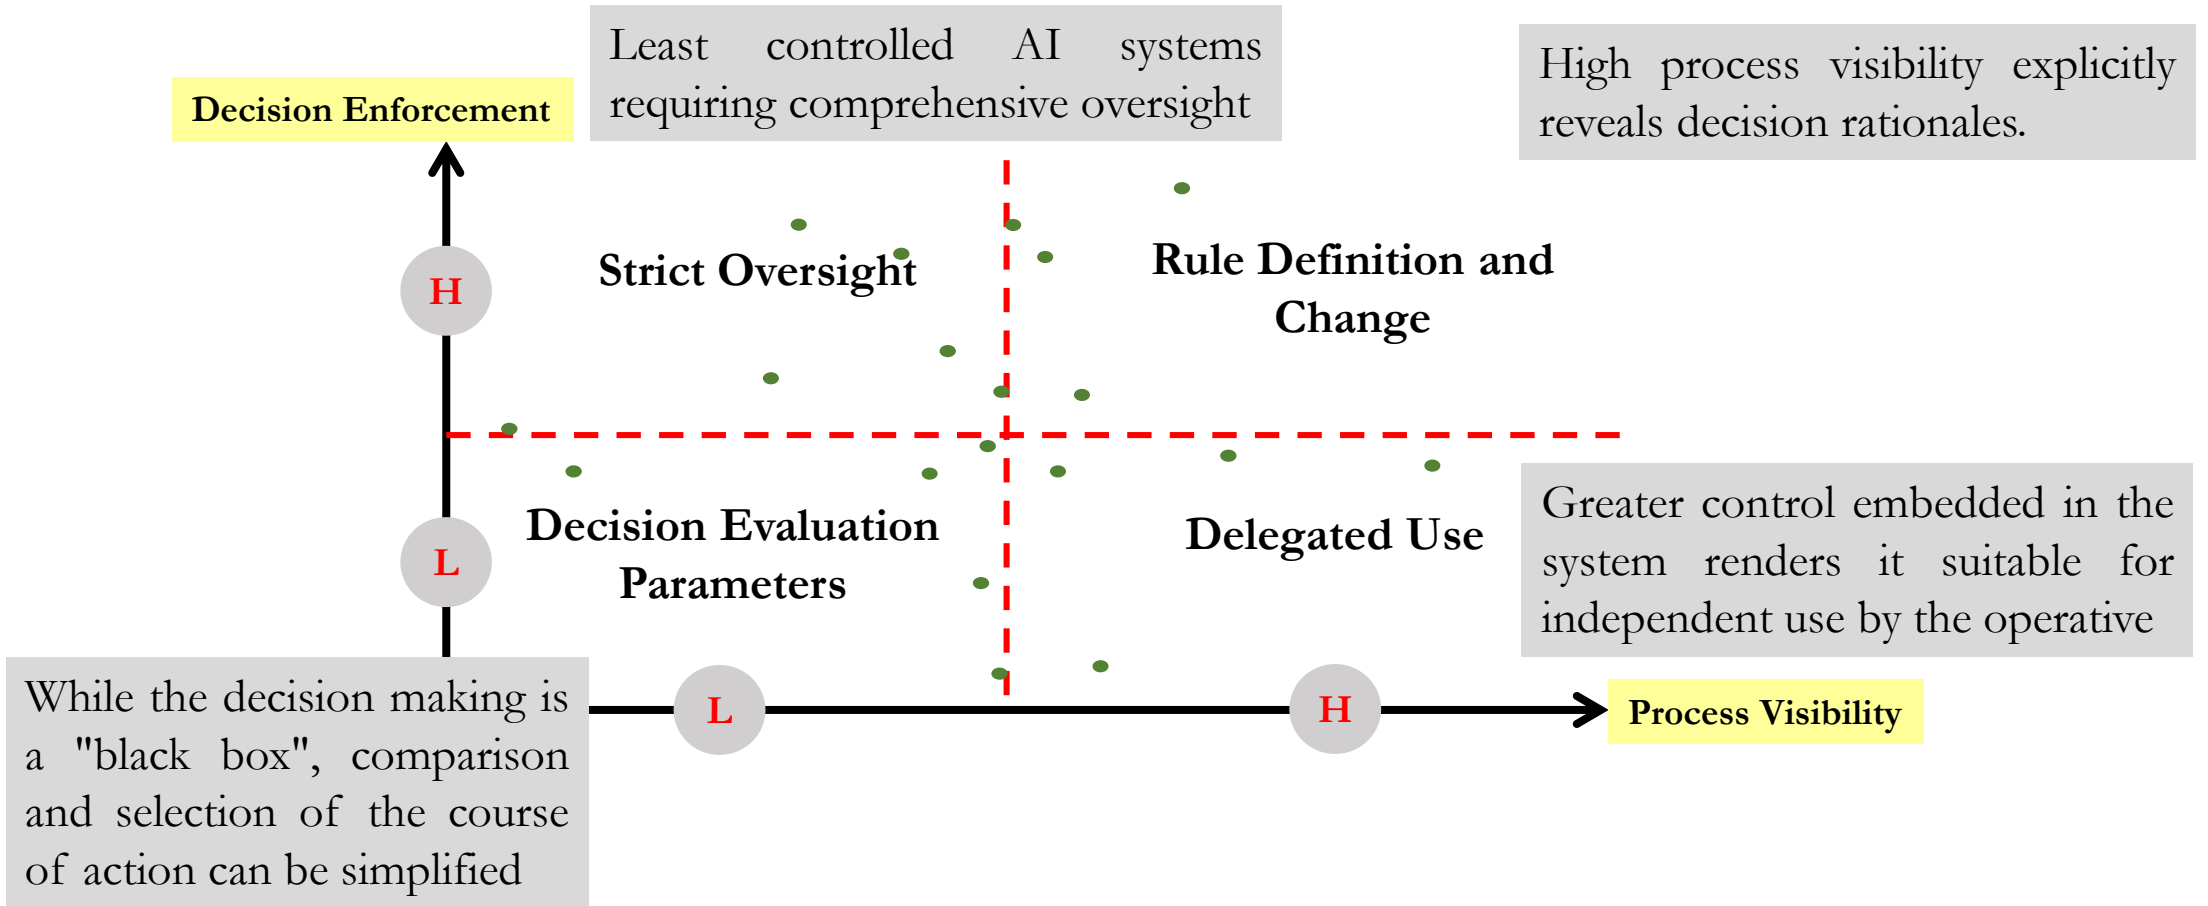 Least controlled AI systems
requiring comprehensive oversight
High process visibility explicitly
reveals decision rationales.
Decision Enforcement
H
Strict Oversight
Rule Definition and
Change
L
Decision Evaluation
Parameters
Delegated Use
Greater control embedded in the
system renders it suitable for
independent use by the operative
While the decision making is
a "black box", comparison
and selection of the course
of action can be simplified
L
H
Process Visibility